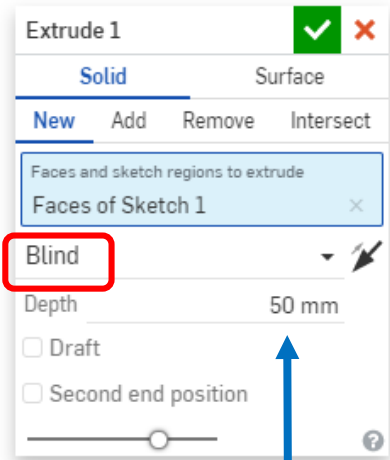 Extrude 1
Solid Surface
New Add Remove Intersect
Faces and sketch regions to extrude
Faces of Sketch 1
Blind
Depth 50 mm
Draft
Second end position
?